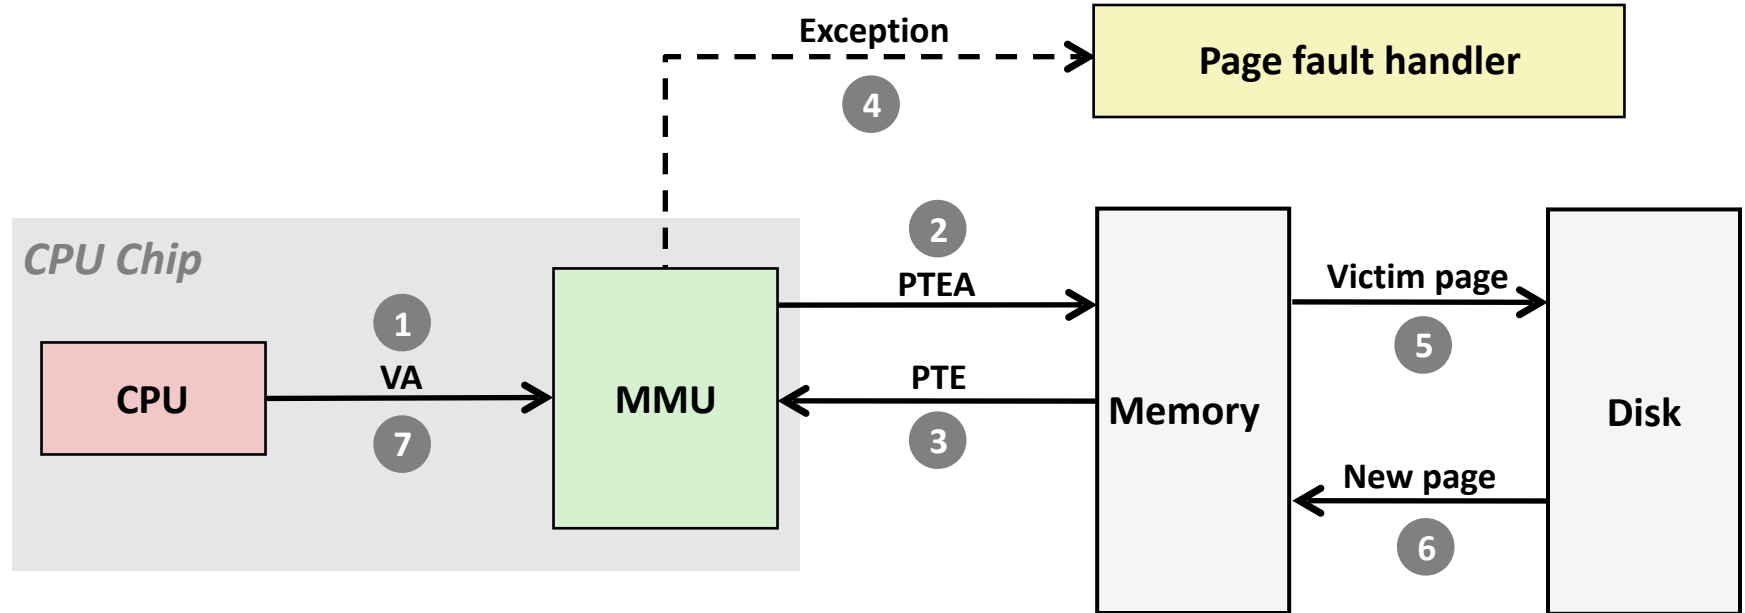 Exception
Page fault handler
4
2
CPU Chip
PTEA
Victim page
1
5
VA
PTE
CPU
MMU
Memory
Disk
7
3
New page
6